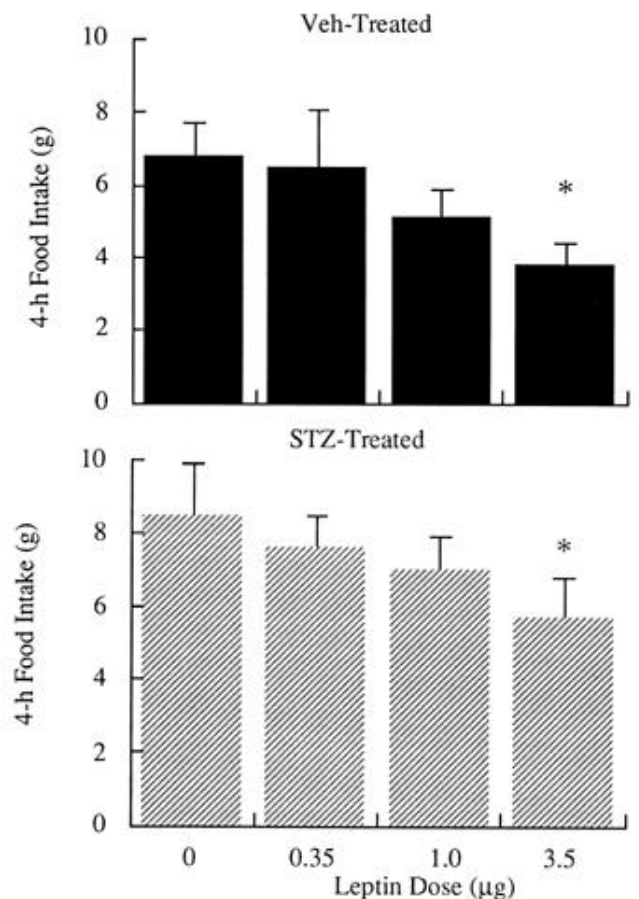 Veh-Treated
4-h Food Intake (g)
10
8
6
4
2
0
*
STZ-Treated
4-h Food Intake (g)
10
8
6
4
2
0
*
0 0.35 1.0 3.5
Leptin Dose (μg)